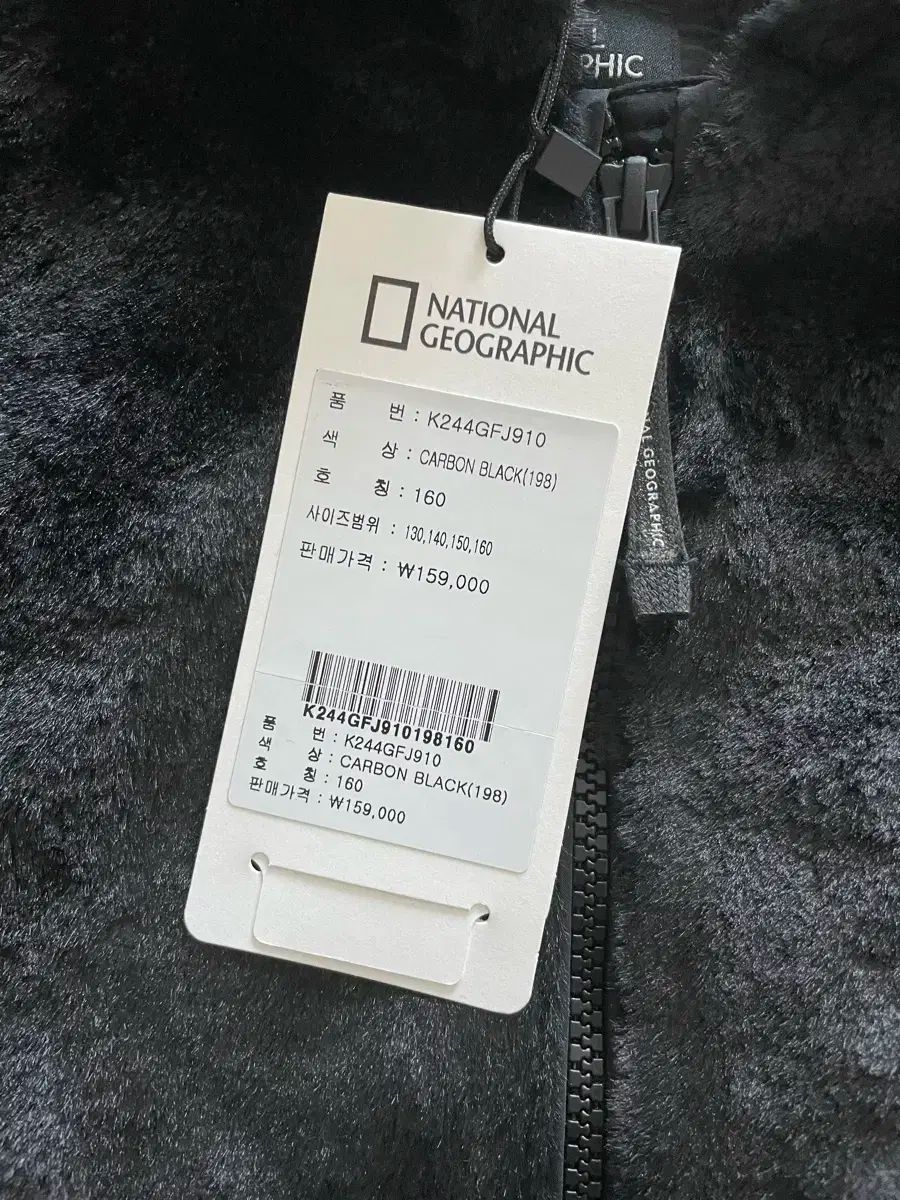 PHIC
NATIONAL
GEOGRAPHIC
품 번 : K244GFJ910
색 상 : CARBON BLACK(198)
호 칭 : 160
사이즈범위 : 130,140,150,160
판매가격 : ₩159,000
K244GFJ910198160
품 번 : K244GFJ910
색 상 : CARBON BLACK(198)
호 칭 : 160
판매가격 : ₩159,000
NAL GEOGRAPHIC